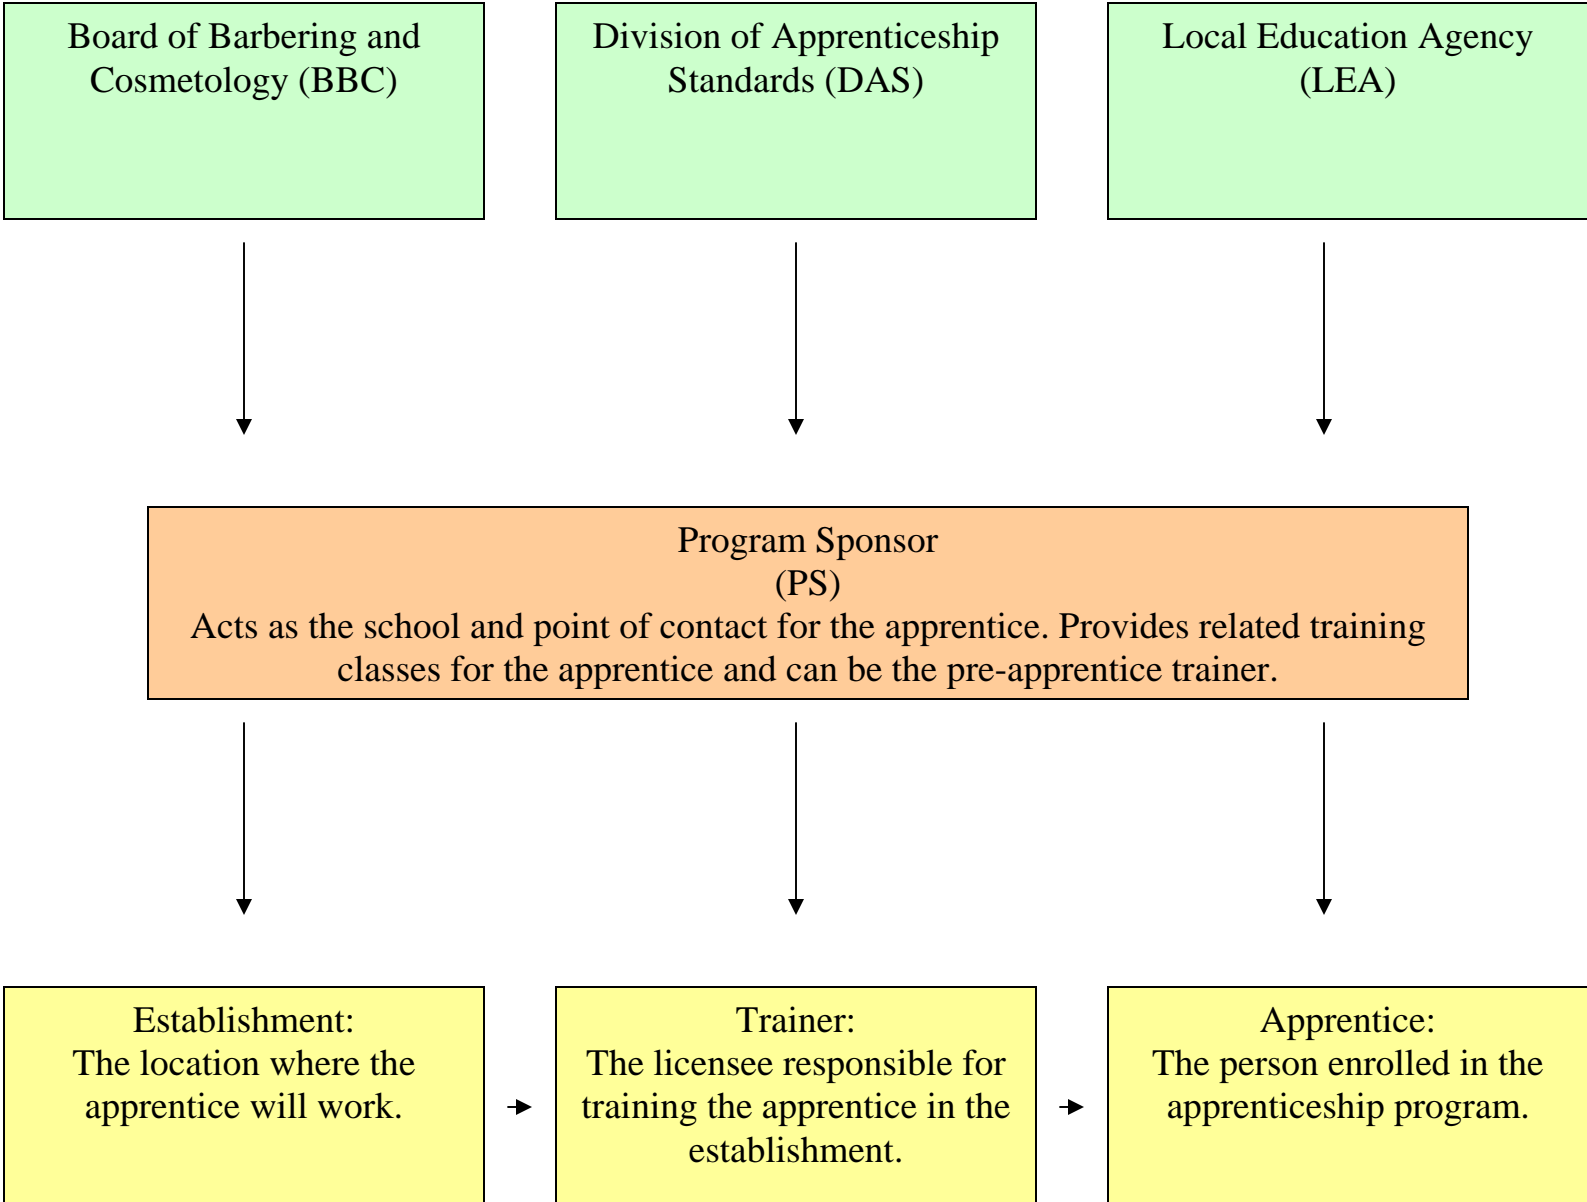 Board of Barbering and
Cosmetology (BBC)
Division of Apprenticeship
Standards (DAS)
Local Education Agency
(LEA)
Program Sponsor
(PS)
Acts as the school and point of contact for the apprentice. Provides related training
classes for the apprentice and can be the pre-apprentice trainer.
Establishment:
The location where the
apprentice will work.
Trainer:
The licensee responsible for
training the apprentice in the
establishment.
Apprentice:
The person enrolled in the
apprenticeship program.